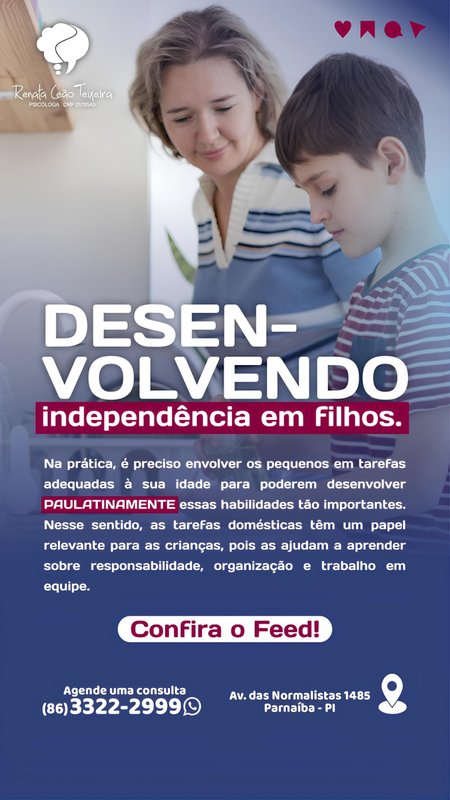 Renata Leão Teixeira
DESEN-
VOLVENDO
independência em filhos.
Na prática, é preciso envolver os pequenos em tarefas
adequadas à sua idade para poderem desenvolver
PAULATINAMENTE essas habilidades tão importantes.
Nesse sentido, as tarefas domésticas têm um papel
relevante para as crianças, pois as ajudam a aprender
sobre responsabilidade, organização e trabalho em
equipe.
Confira o Feed!
Agende uma consulta
(86) 3322-2999
Av. das Normalistas 1485
Parnaíba - PI